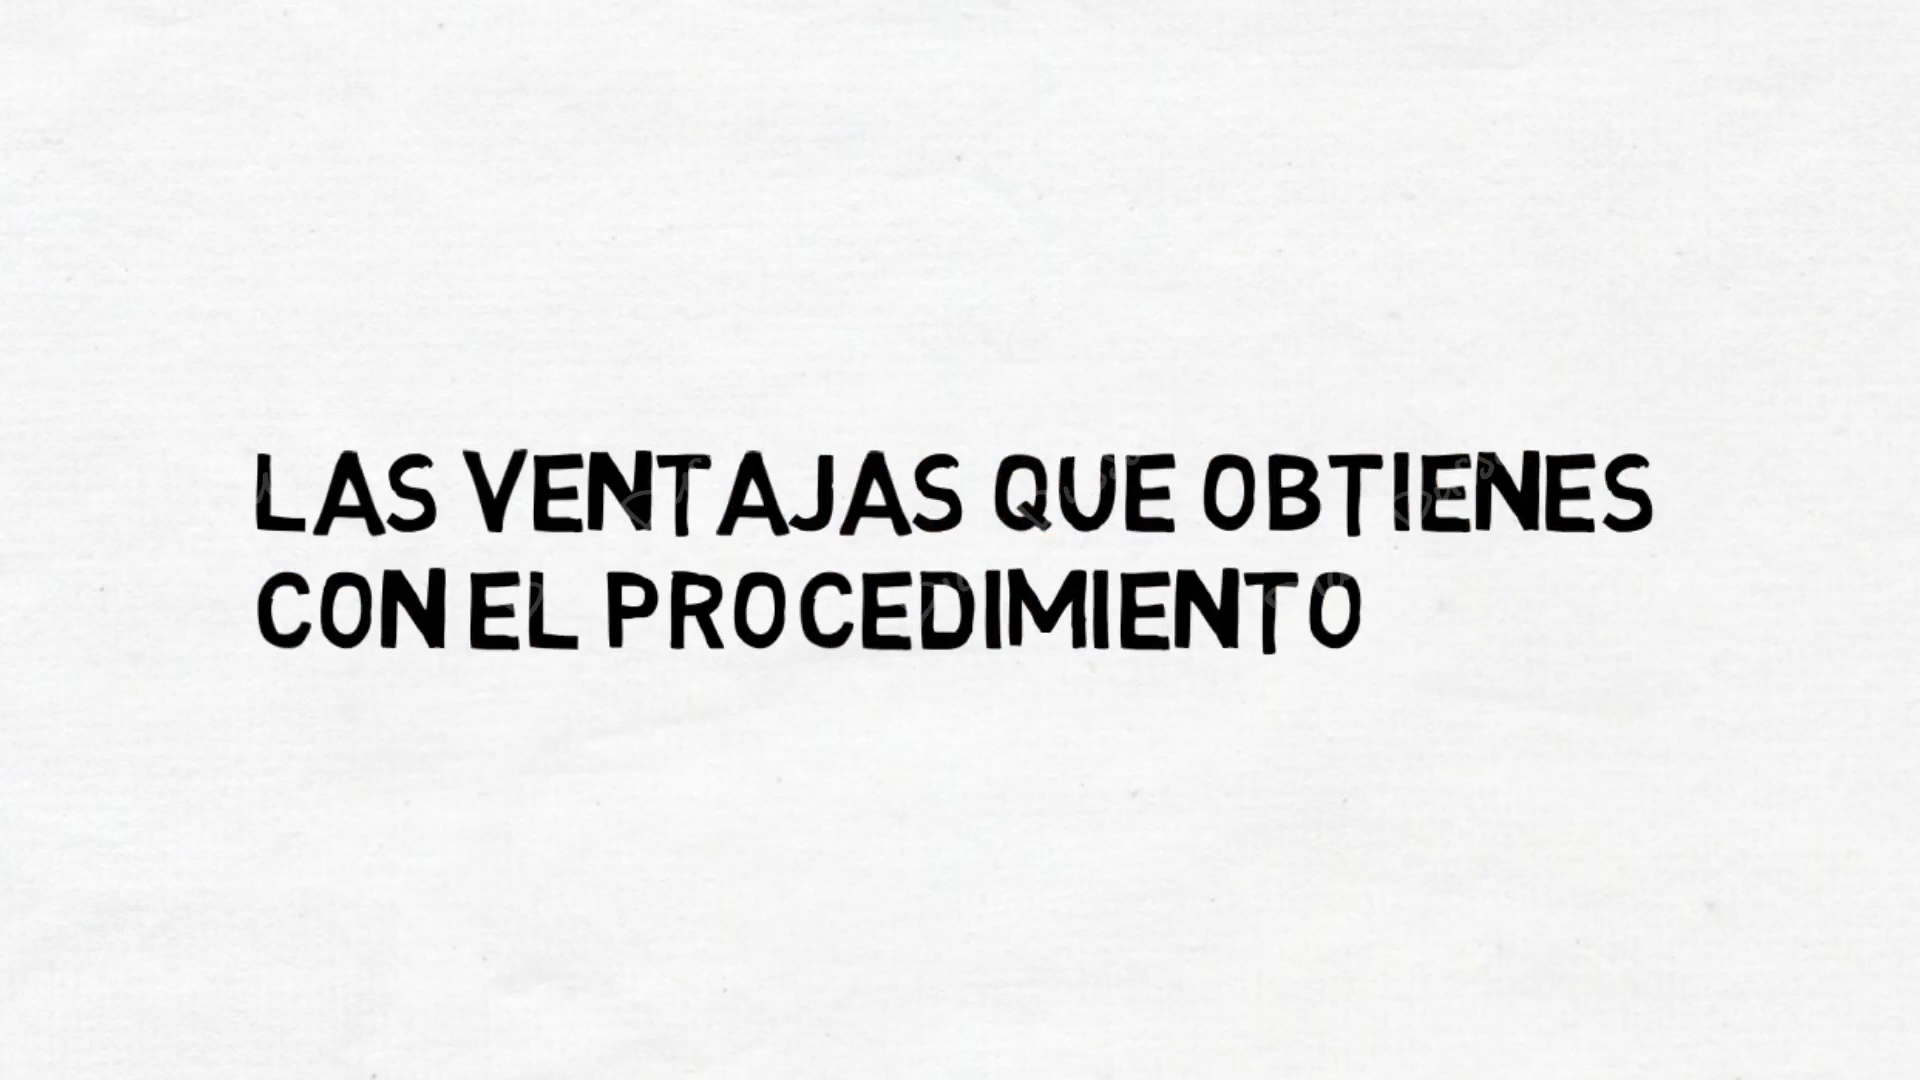 LAS VENTAJAS QUE OBTIENES
CON EL PROCEDIMIENTO